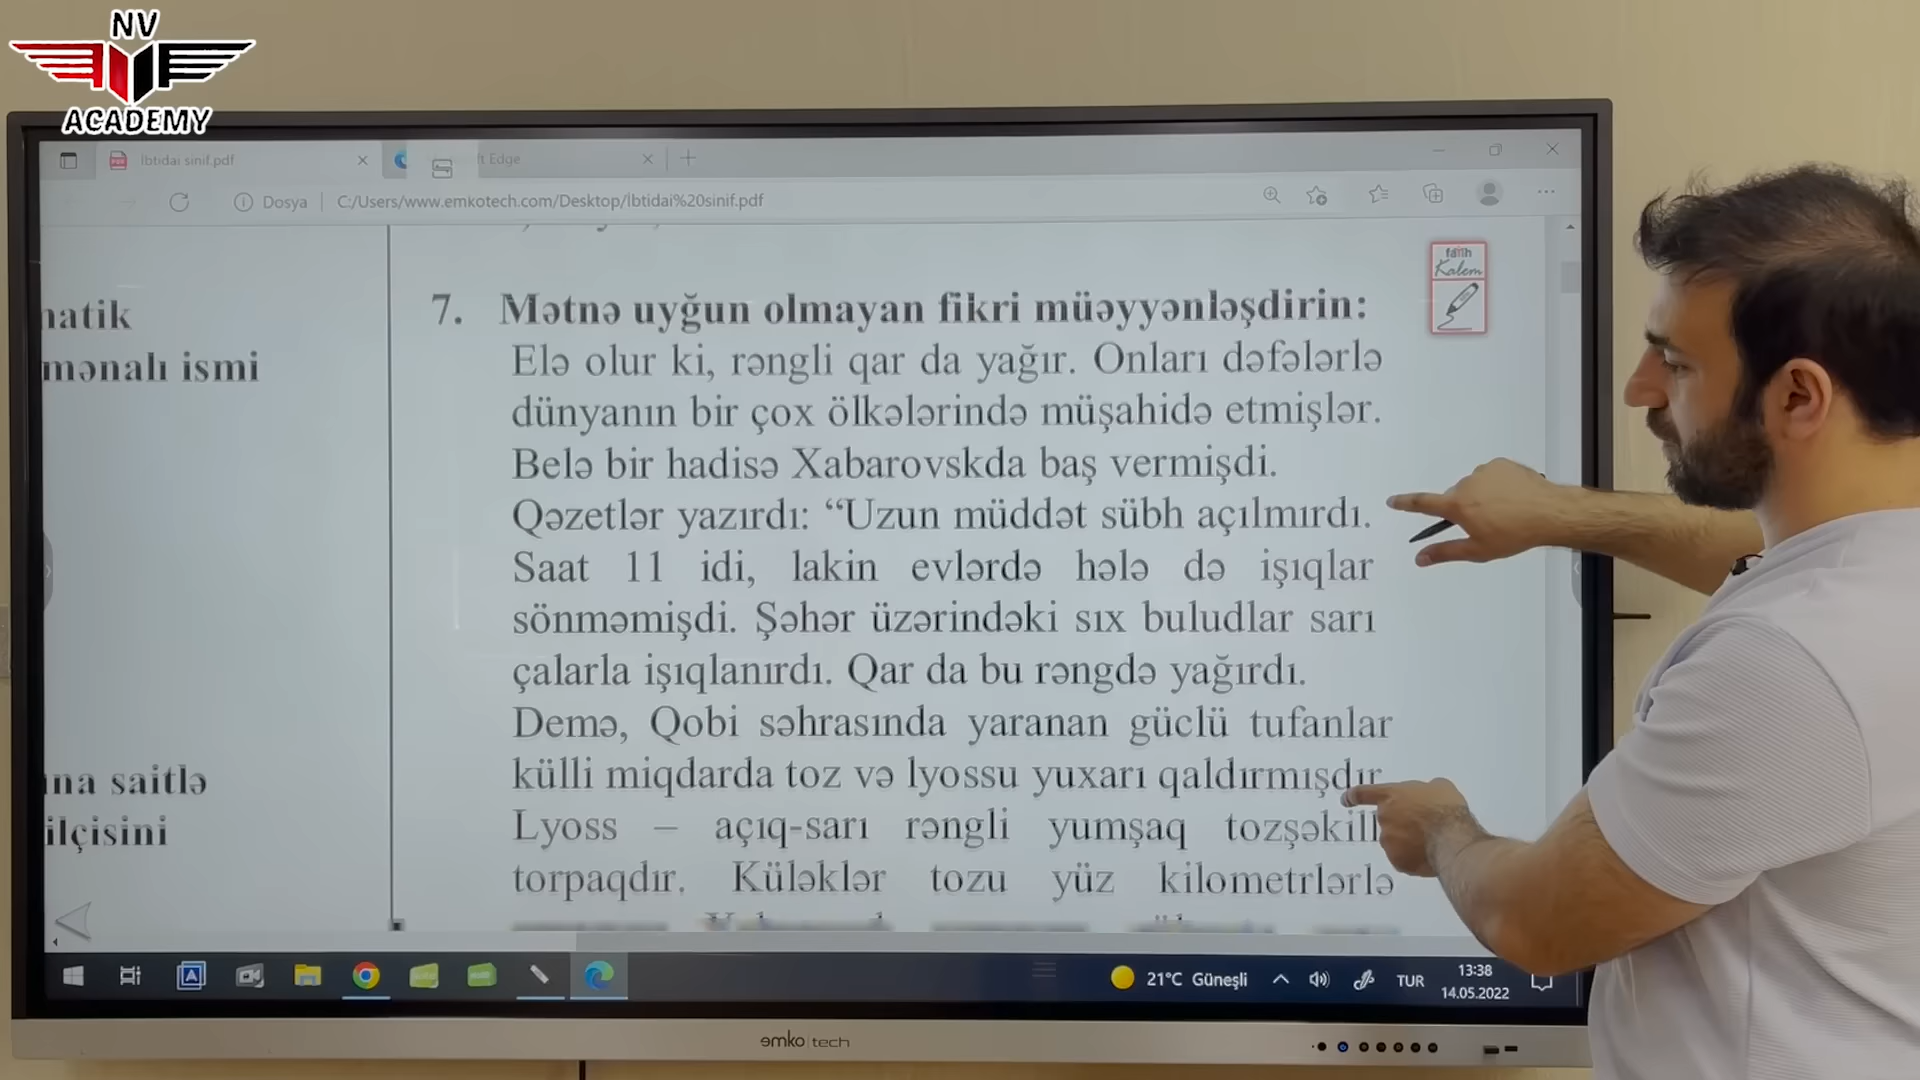 NV
ACADEMY
İbtidai sinif.pdf
ft Edge
Dosya
C:/Users/www.emkotech.com/Desktop/İbtidai%20sinif.pdf
fatih
Kalem
natik
mənalı ismi
na saitlə
ilçisini
7. Mətnə uyğun olmayan fikri müəyyənləşdirin:
Elə olur ki, rəngli qar da yağır. Onları dəfələrlə
dünyanın bir çox ölkələrində müşahidə etmişlər.
Belə bir hadisə Xabarovskda baş vermişdi.
Qəzetlər yazırdı: “Uzun müddət sübh açılmırdı.
Saat 11 idi, lakin evlərdə hələ də işıqlar
sönməmişdi. Şəhər üzərindəki sıx buludlar sarı
çalarla işıqlanırdı. Qar da bu rəngdə yağırdı.
Demə, Qobi səhrasında yaranan güclü tufanlar
külli miqdarda toz və lyossu yuxarı qaldırmışdır
Lyoss – açıq-sarı rəngli yumşaq tozşəkill
torpaqdır. Küləklər tozu yüz kilometrlərlə
21°C Güneşli
TUR
13:38
14.05.2022
emko tech